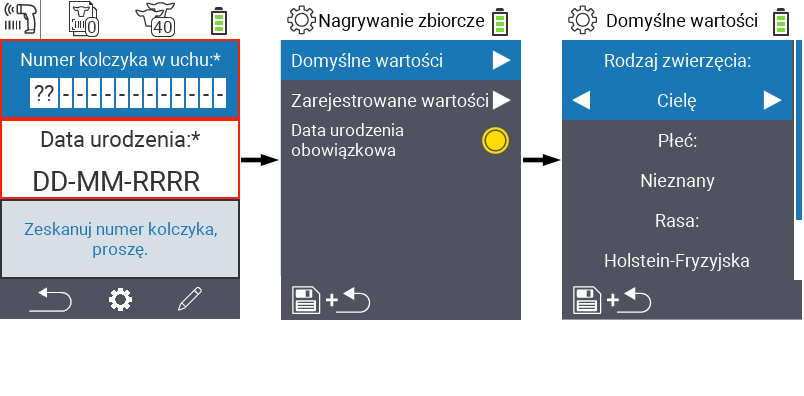 0
40
Numer kolczyka w uchu:*
??-----------
Data urodzenia:*
DD-MM-RRRR
Zeskanuj numer kolczyka,
proszę.
Nagrywanie zbiorcze
Domyślne wartości
Zarejestrowane wartości
Data urodzenia
obowiązkowa
+
Domyślne wartości
Rodzaj zwierzęcia:
Cielę
Płeć:
Nieznany
Rasa:
Holstein-Fryzyjska
+